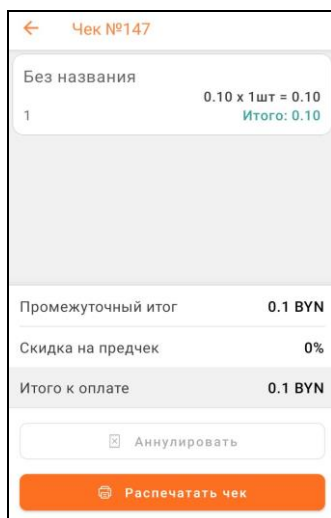 Чек №147
Без названия
0.10 x 1шт = 0.10
1 Итого: 0.10
Промежуточный итог 0.1 BYN
Скидка на предчек 0%
Итого к оплате 0.1 BYN
Аннулировать
Распечатать чек